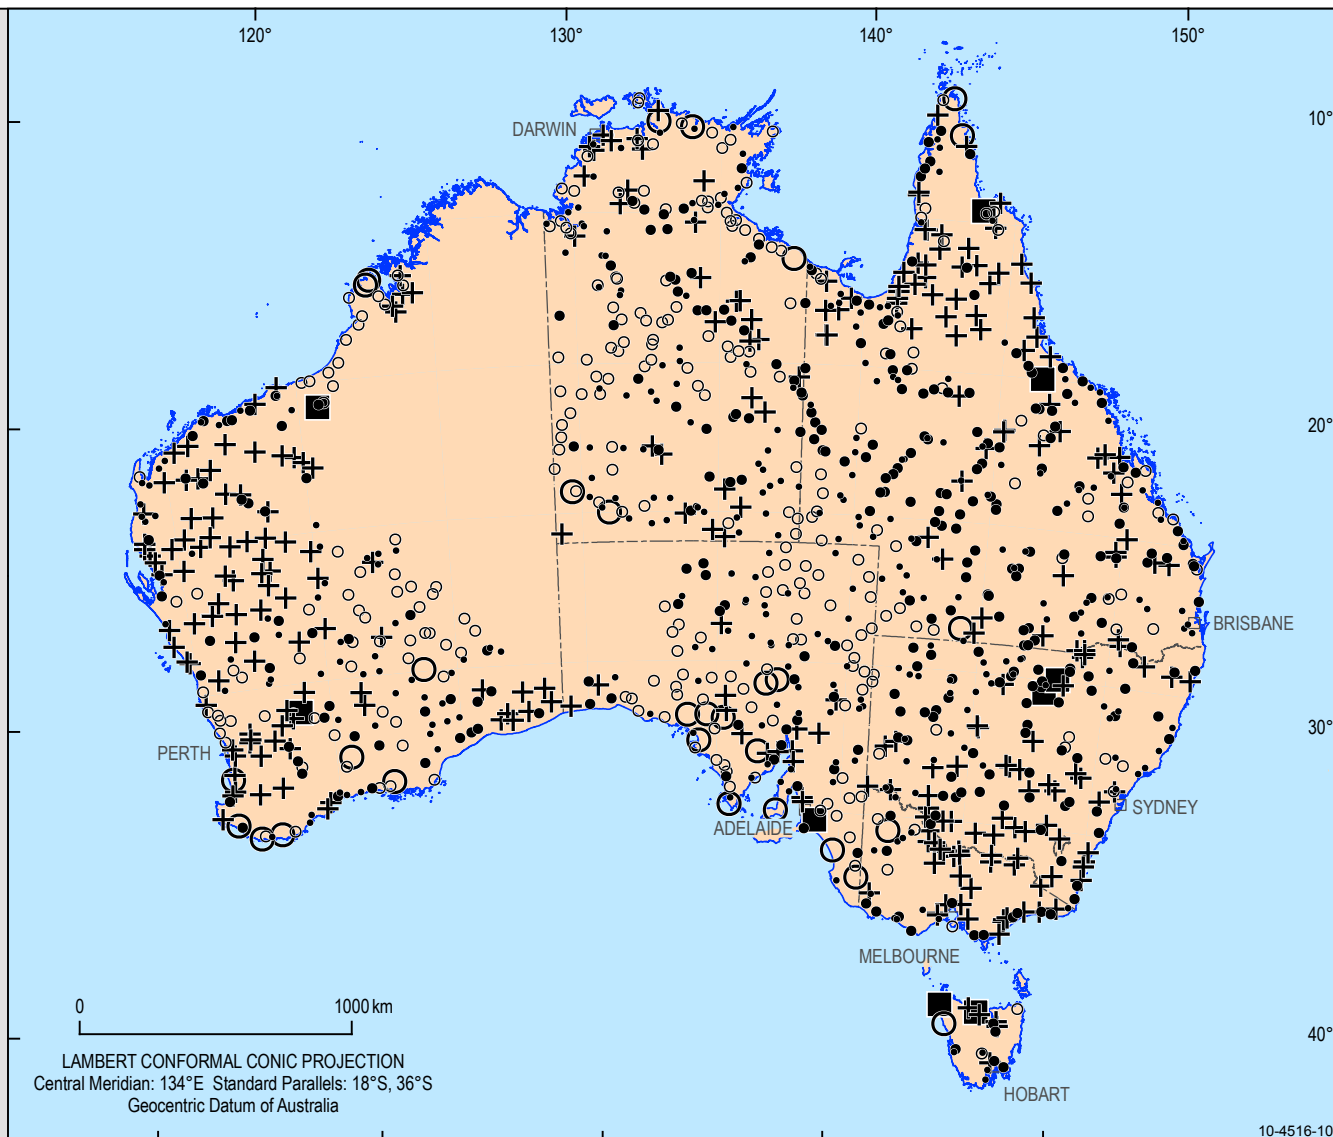 120°
130°
140°
150°
DARWIN
10°
20°
BRISBANE
30°
PERTH
SYDNEY
ADELAIDE
MELBOURNE
0
1000 km
40°
LAMBERT CONFORMAL CONIC PROJECTION
Central Meridian: 134°E Standard Parallels: 18°S, 36°S
Geocentric Datum of Australia
HOBART
10-4516-10